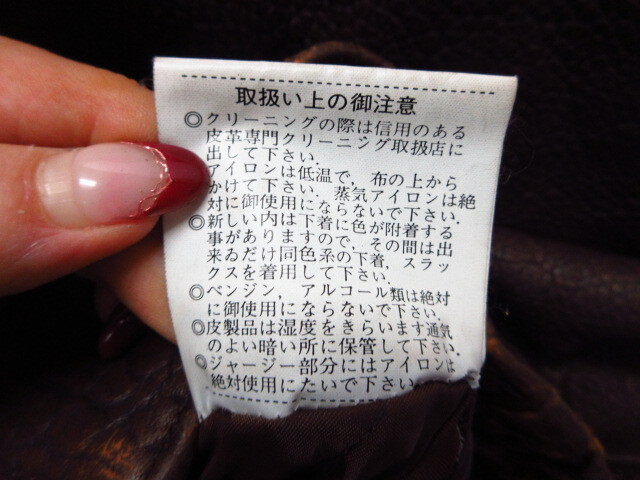 取扱い上の御注意
◎クリーニングの際は信用のある
皮革専門クリーニング取扱店に
出して下さい.
アイロンは低温で,布の上から
かけて下さい.蒸気アイロンは絶
対に御使用にならないで下さい.
◎新しい内は下着に色が附着する
事がありますので,その間は出
来ゐだけ同色系の下着,スラッ
クスを着用して下さい.
◎ベンジン,アルコール類は絶対
に御使用にならないで下さい.
◎皮製品は湿度をきらいます通気
のよい暗い所に保管して下さい.
◎ジャージー部分にはアイロンは
絶対使用にたいで下さい.